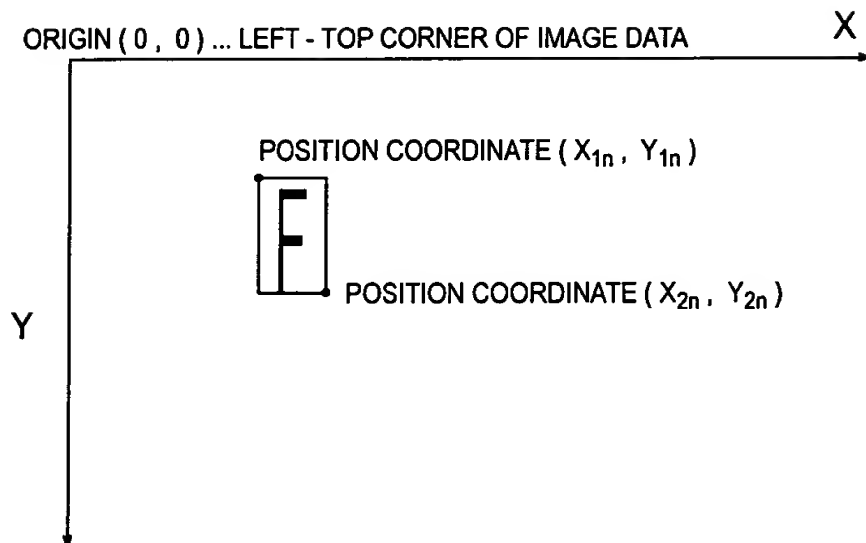 ORIGIN ( 0 , 0 ) ... LEFT - TOP CORNER OF IMAGE DATA
X
POSITION COORDINATE ( X1n , Y1n )
F
POSITION COORDINATE ( X2n , Y2n )
Y